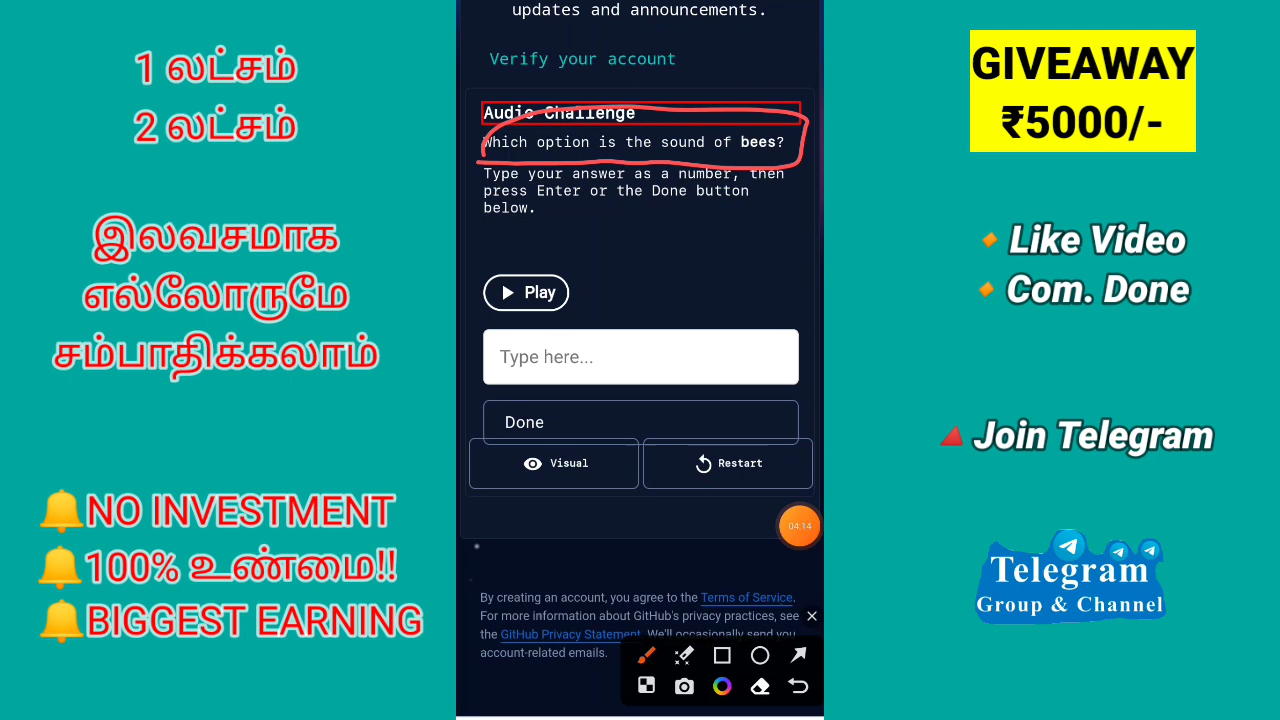 1 லட்சம்
2 லட்சம்
இலவசமாக
எல்லோருமே
சம்பாதிக்கலாம்
🔔NO INVESTMENT
🔔100% உண்மை!!
🔔BIGGEST EARNING
updates and announcements.
Verify your account
Audio Challenge
Which option is the sound of bees?
Type your answer as a number, then
press Enter or the Done button
below.
Play
Type here...
Done
Visual
Restart
04:14
By creating an account, you agree to the Terms of Service.
For more information about GitHub's privacy practices, see
the GitHub Privacy Statement. We'll occasionally send you
account-related emails.
GIVEAWAY
₹5000/-
🔸Like Video
🔸Com. Done
🔺Join Telegram
Telegram
Group & Channel